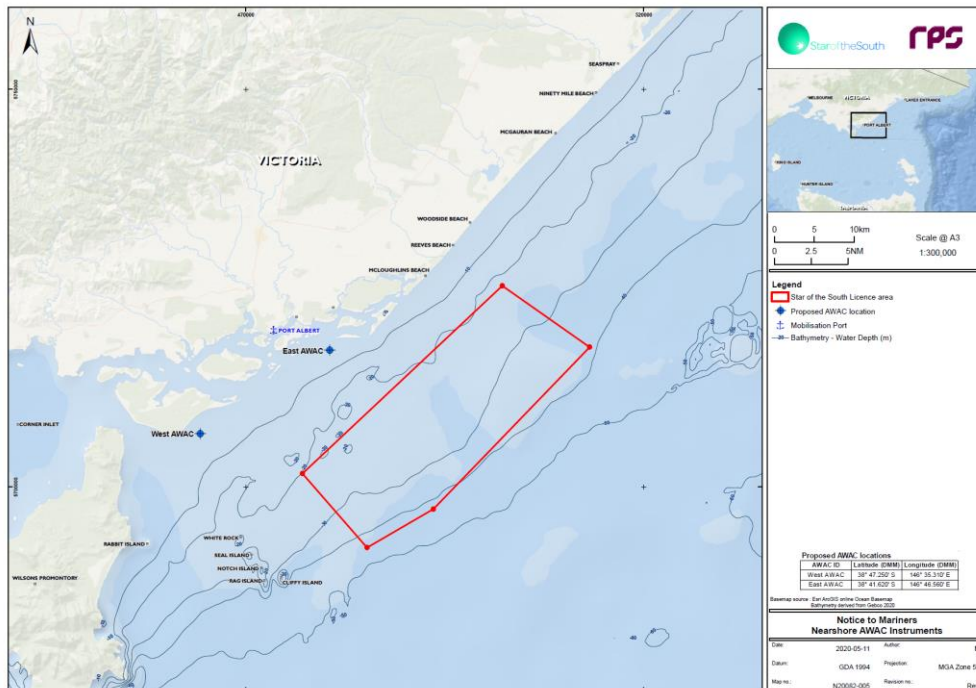 470000
520000
N
SEASPRAY
NINETY MILE BEACH
MCGAURAN BEACH
VICTORIA
WOODSIDE BEACH
REEVES BEACH
MCLOUGHLINS BEACH
PORT ALBERT
East AWAC
West AWAC
CORNER INLET
RABBIT ISLAND
WHITE ROCK
SEAL ISLAND
NOTCH ISLAND
RAG ISLAND
CLIFFY ISLAND
WILSONS PROMONTORY
5750000
5700000
StaroftheSouth
rps
MELBOURNE
VICTORIA
LAKES ENTRANCE
PORT ALBERT
KING ISLAND
HUNTER ISLAND
0 5 10km
0 2.5 5NM
Scale @ A3
1:300,000
Legend
Star of the South Licence area
Proposed AWAC location
Mobilisation Port
Bathymetry - Water Depth (m)
Proposed AWAC locations
AWAC ID Latitude (DMM) Longitude (DMM)
West AWAC 38° 47.250' S 146° 35.310' E
East AWAC 38° 41.620' S 146° 46.560' E
Basemap source: Esri ArcGIS online Ocean Basemap
Bathymetry derived from Gebco 2020
Notice to Mariners
Nearshore AWAC Instruments
Date: 2020-05-11 Author:
Datum: GDA 1994 Projection: MGA Zone 5
Map no.: N20082-005 Revision no.: Re